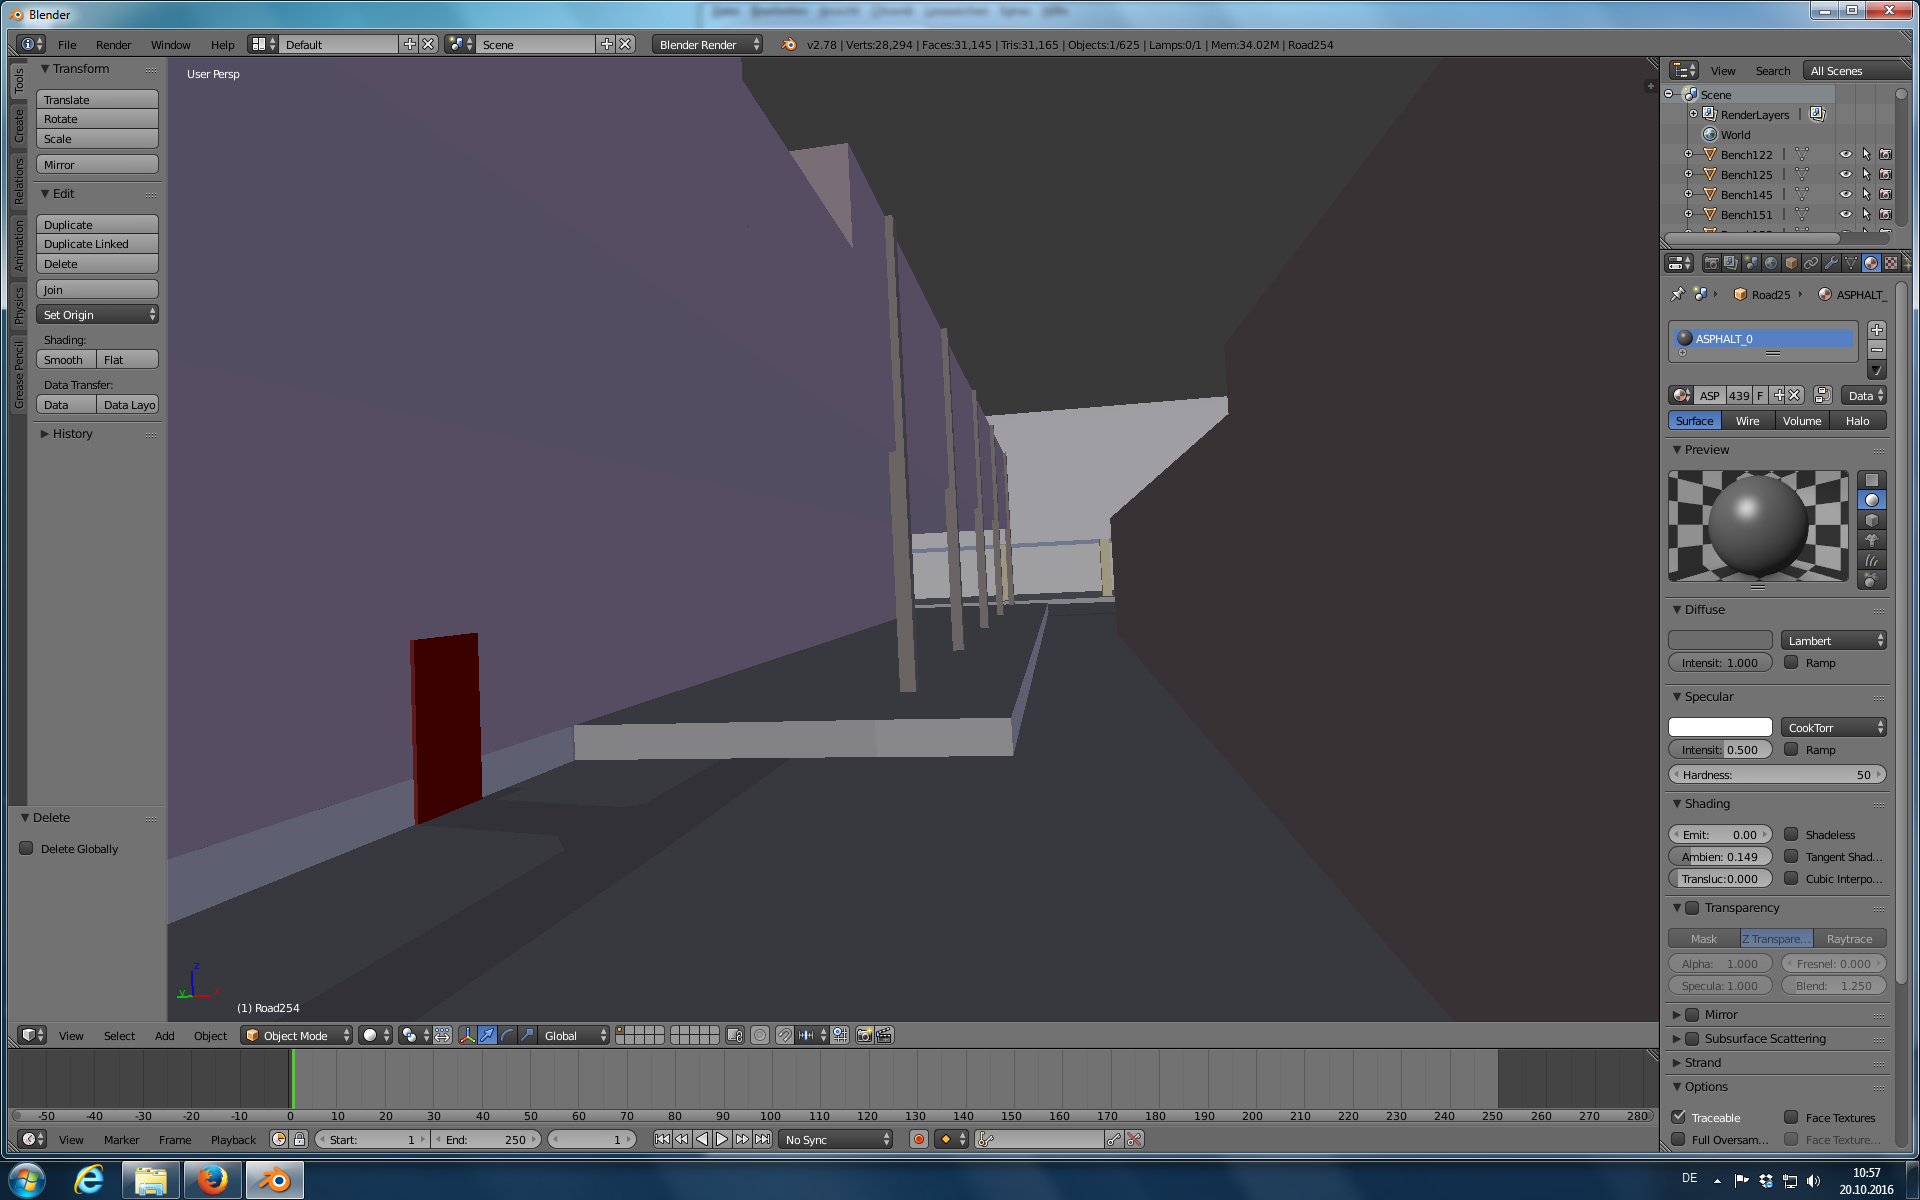 Blender
File Render Window Help Default Scene Blender Render v2.78 | Verts:28,294 | Faces:31,145 | Tris:31,165 | Objects:1/625 | Lamps:0/1 | Mem:34.02M | Road254
Tools
Create
Relations
Animation
Physics
Grease Pencil
Transform
Translate
Rotate
Scale
Mirror
Edit
Duplicate
Duplicate Linked
Delete
Join
Set Origin
Shading:
Smooth Flat
Data Transfer:
Data Data Layo
History
Delete
Delete Globally
User Persp
z
y
x
(1) Road254
View Search All Scenes
Scene
RenderLayers |
World
Bench122 |
Bench125 |
Bench145 |
Bench151 |
Road25 ASPHALT_
ASPHALT_0
ASP 439 F Data
Surface Wire Volume Halo
Preview
Diffuse
Lambert
Intensit: 1.000 Ramp
Specular
CookTorr
Intensit: 0.500 Ramp
Hardness: 50
Shading
Emit: 0.00 Shadeless
Ambien: 0.149 Tangent Shad...
Transluc:0.000 Cubic Interpo...
Transparency
Mask Z Transpare... Raytrace
Alpha: 1.000 Fresnel: 0.000
Specula: 1.000 Blend: 1.250
Mirror
Subsurface Scattering
Strand
Options
Traceable Face Textures
Full Oversam... Face Texture...
View Select Add Object Object Mode Global
-50 -40 -30 -20 -10 0 10 20 30 40 50 60 70 80 90 100 110 120 130 140 150 160 170 180 190 200 210 220 230 240 250 260 270 280
View Marker Frame Playback Start: 1 End: 250 1 No Sync
DE 10:57
20.10.2016